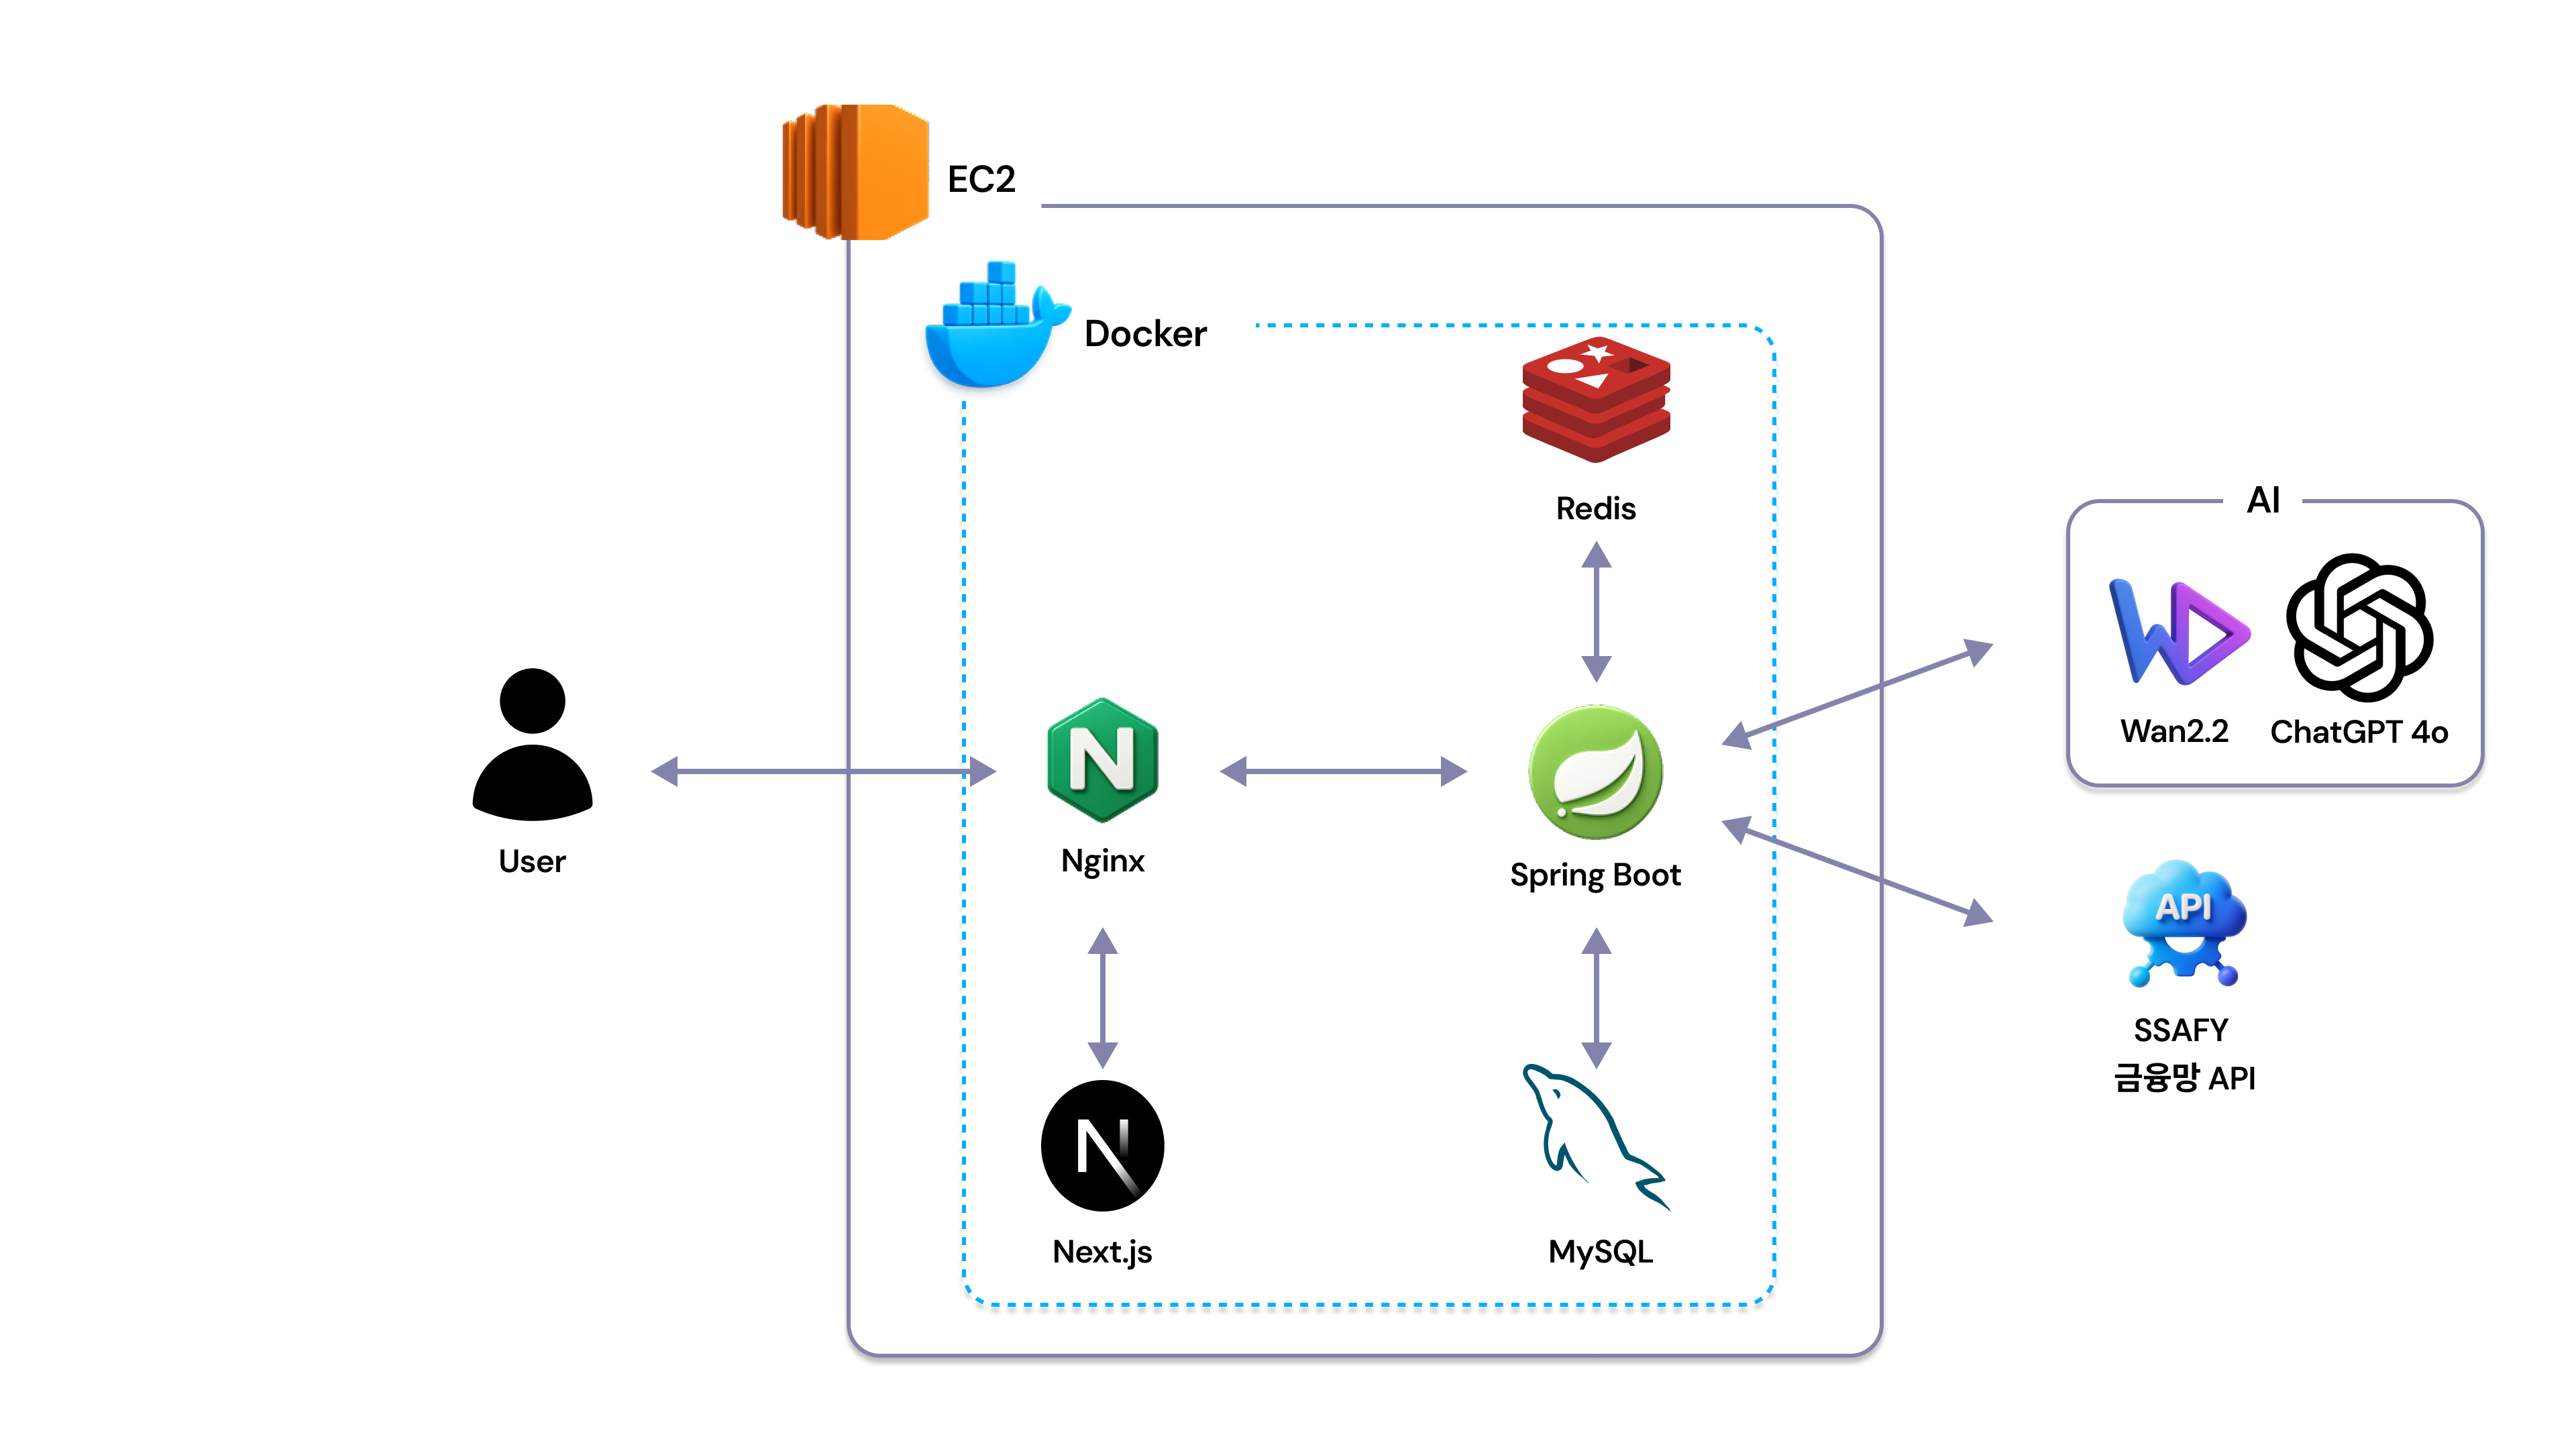 EC2
Docker
Redis
AI
Wan2.2
ChatGPT 4o
User
Nginx
Spring Boot
API
SSAFY
금융망 API
Next.js
MySQL